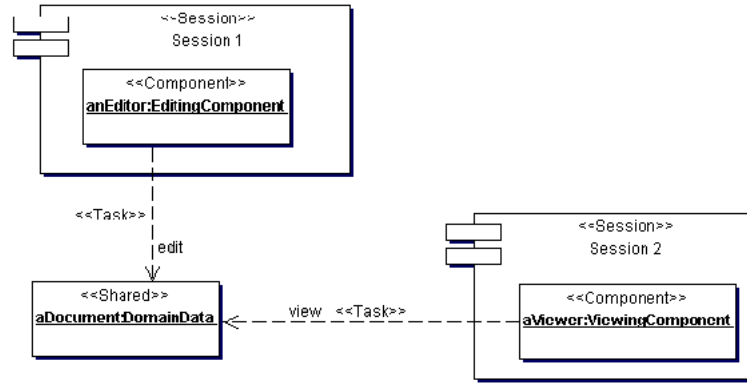 <<Session>>
Session 1
<<Component>>
anEditor:EditingComponent
<<Task>>
edit
<<Shared>>
aDocument:DomainData
view <<Task>>
<<Session>>
Session 2
<<Component>>
aViewer:ViewingComponent